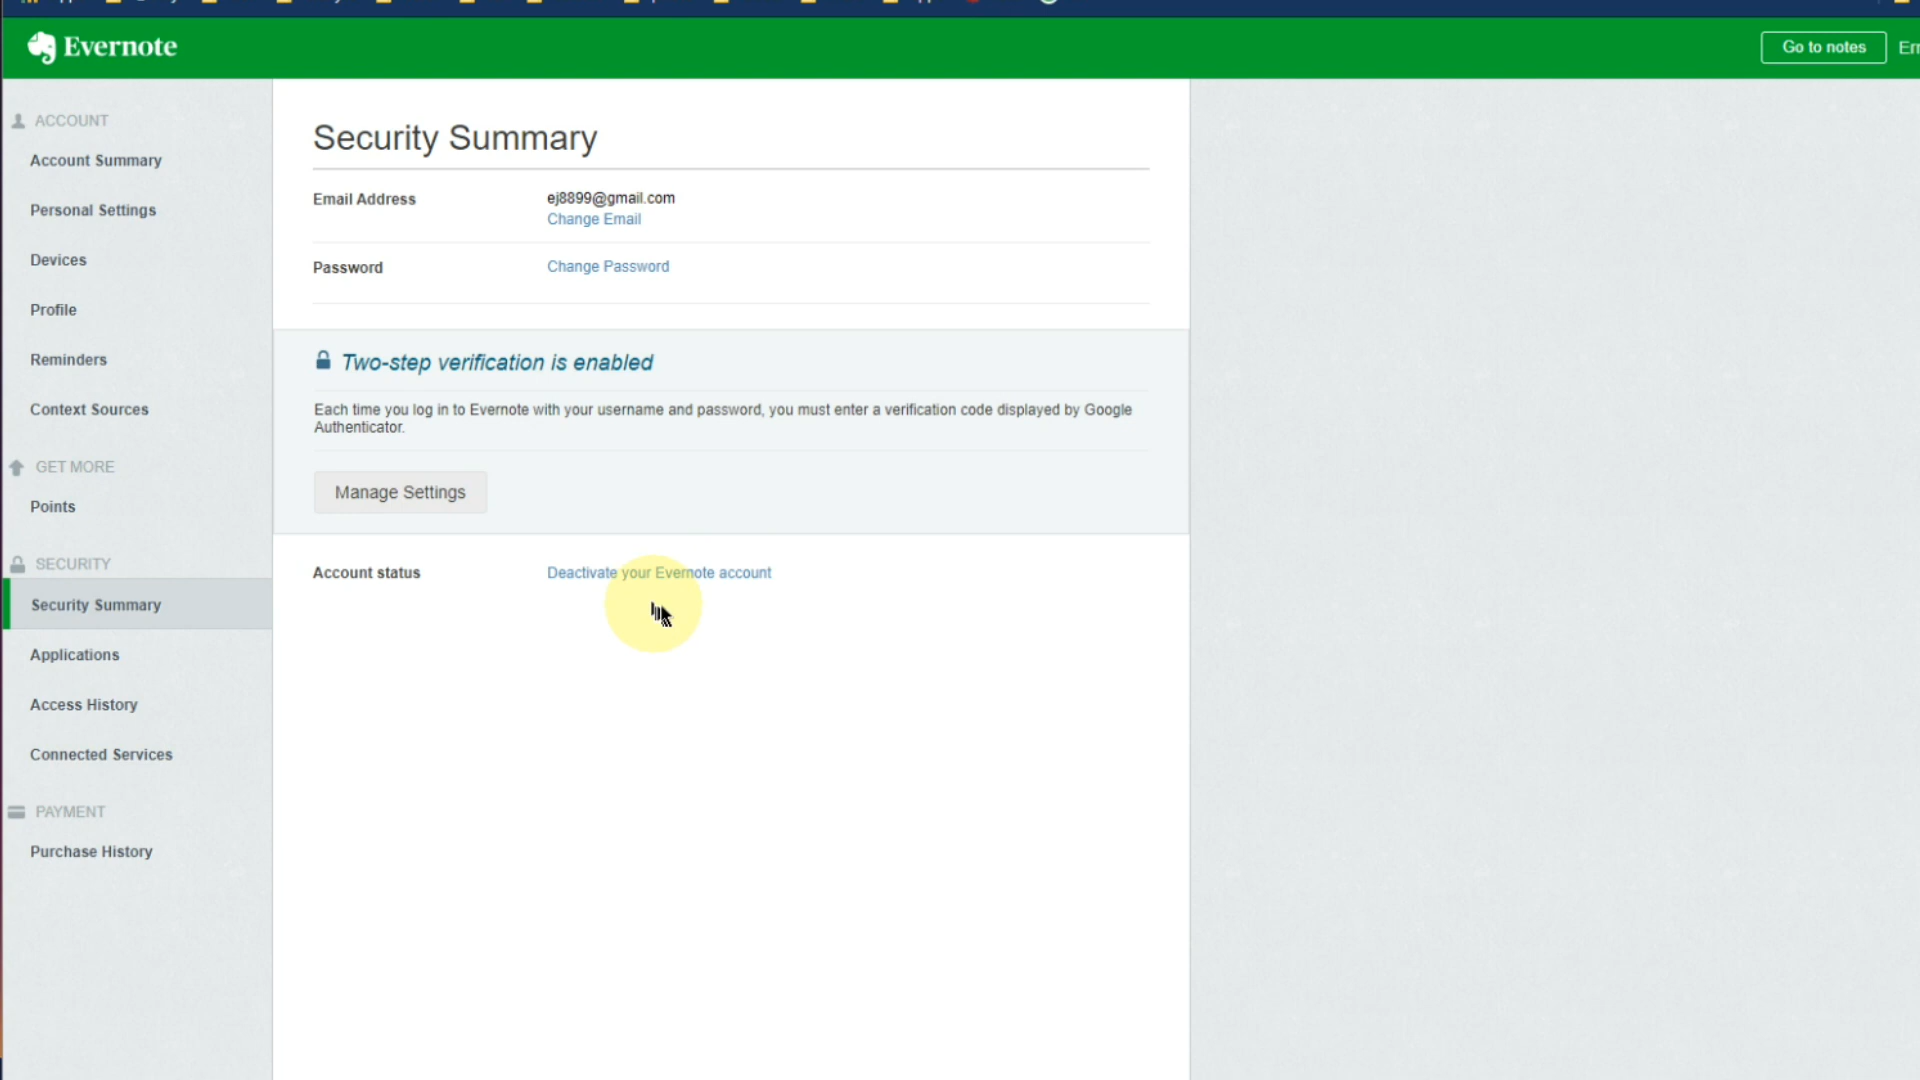 Evernote
Go to notes
ACCOUNT
Account Summary
Personal Settings
Devices
Profile
Reminders
Context Sources
GET MORE
Points
SECURITY
Security Summary
Applications
Access History
Connected Services
PAYMENT
Purchase History
Security Summary
Email Address
ej8899@gmail.com
Change Email
Password
Change Password
Two-step verification is enabled
Each time you log in to Evernote with your username and password, you must enter a verification code displayed by Google
Authenticator.
Manage Settings
Account status
Deactivate your Evernote account